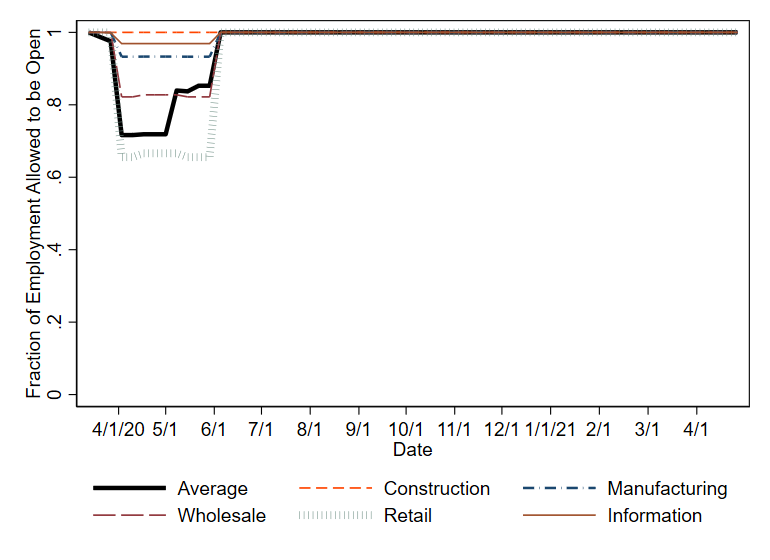 Fraction of Employment Allowed to be Open
1
.8
.6
.4
.2
0
4/1/20 5/1 6/1 7/1 8/1 9/1 10/1 11/1 12/1 1/1/21 2/1 3/1 4/1
Date
Average Construction Manufacturing
Wholesale Retail Information